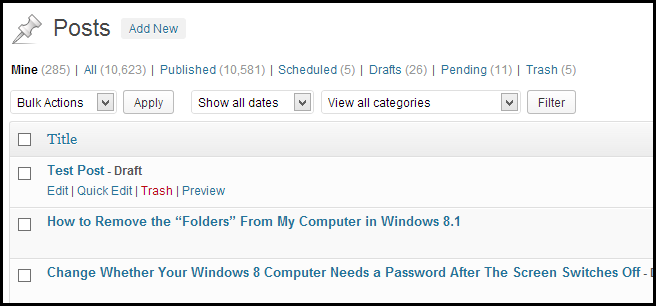 Posts Add New
Mine (285) | All (10,623) | Published (10,581) | Scheduled (5) | Drafts (26) | Pending (11) | Trash (5)
Bulk Actions Apply Show all dates View all categories Filter
Title
Test Post - Draft
Edit | Quick Edit | Trash | Preview
How to Remove the “Folders” From My Computer in Windows 8.1
Change Whether Your Windows 8 Computer Needs a Password After The Screen Switches Off -